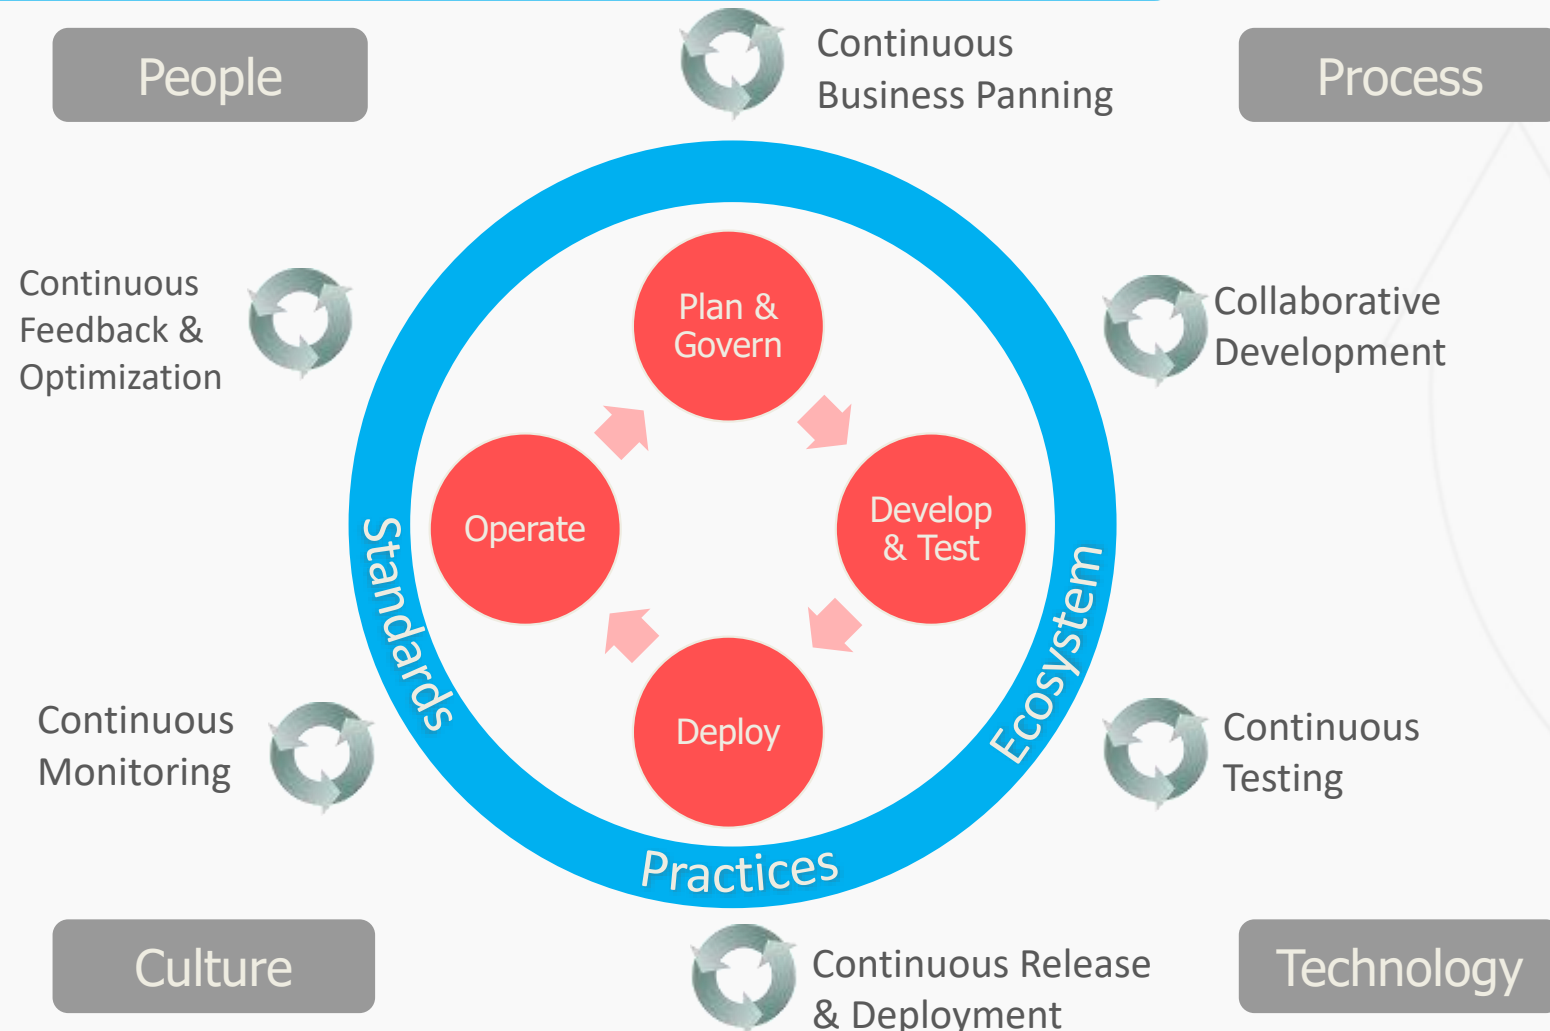 People
Continuous
Business Panning
Process
Continuous
Feedback &
Optimization
Plan &
Govern
Collaborative
Development
Operate
Develop
& Test
Standards
Ecosystem
Continuous
Monitoring
Deploy
Continuous
Testing
Practices
Culture
Continuous Release
& Deployment
Technology